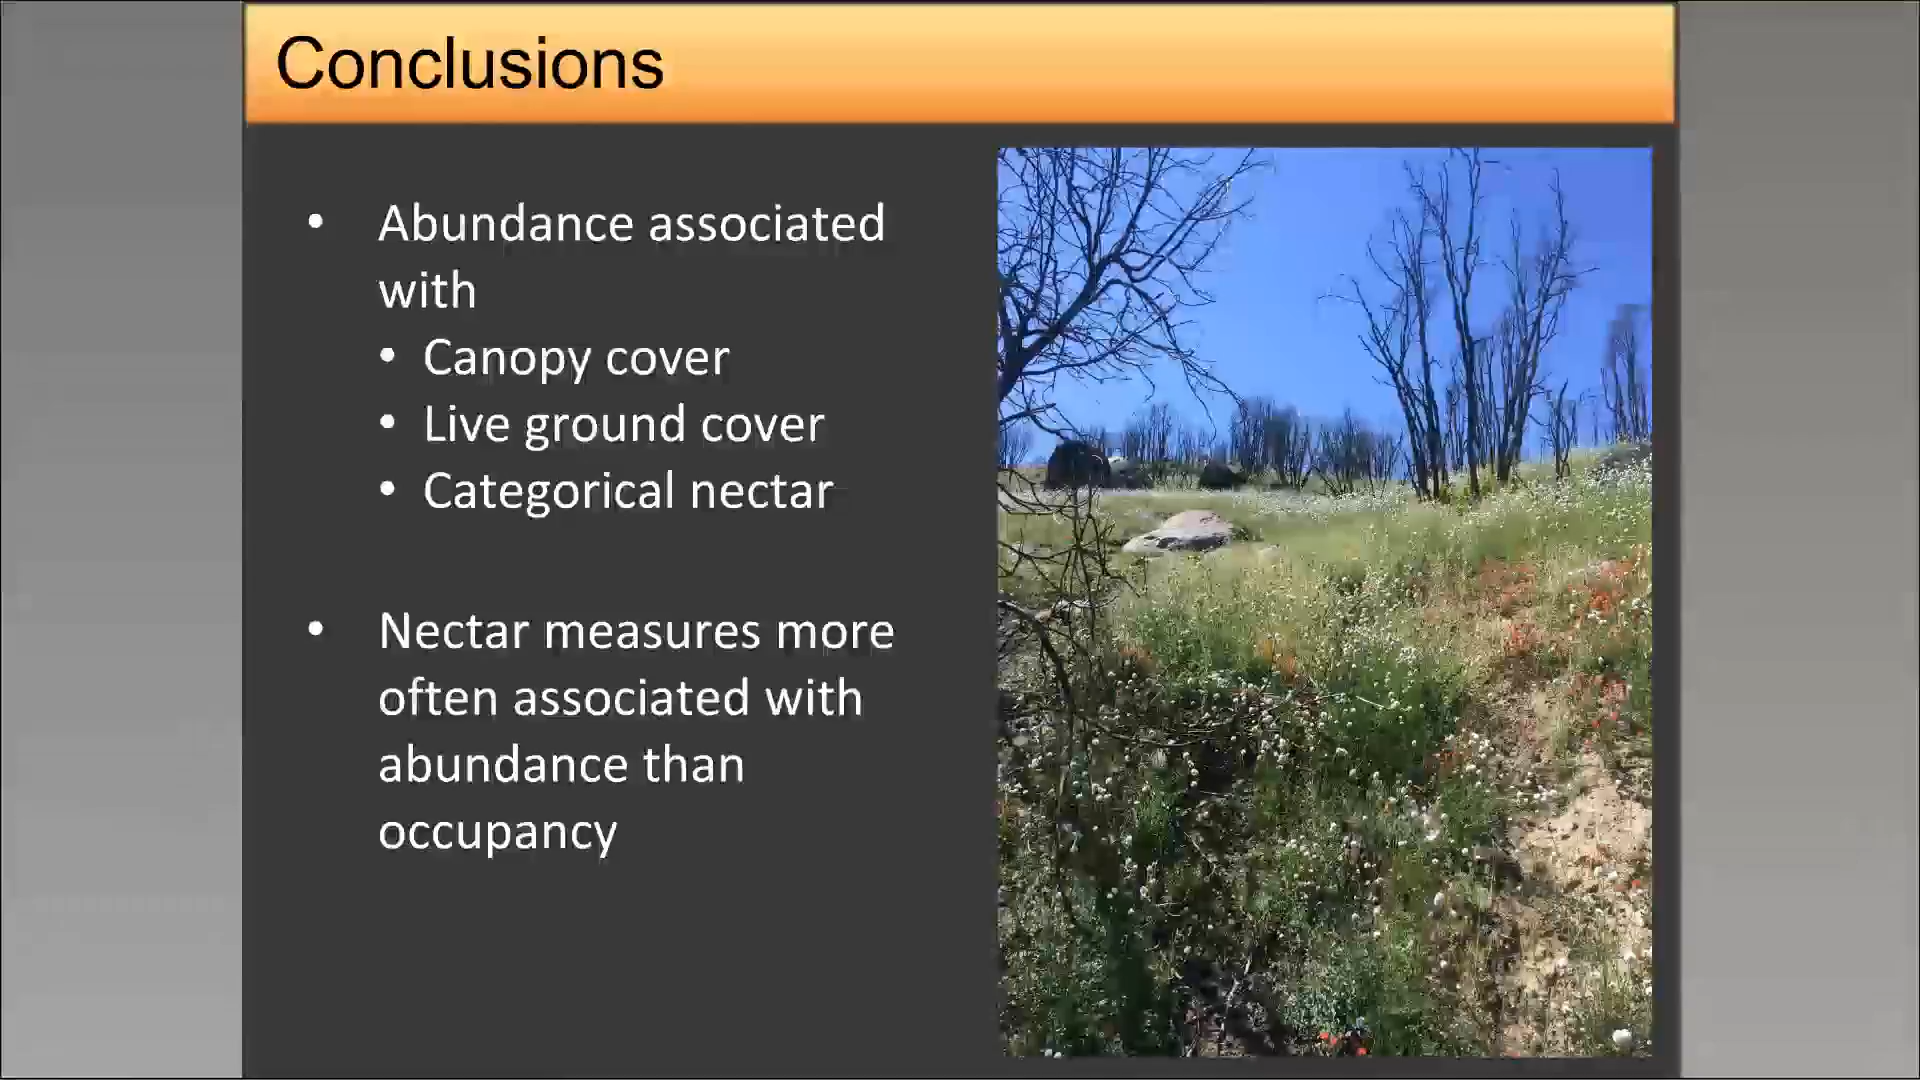 Conclusions
• Abundance associated
with
• Canopy cover
• Live ground cover
• Categorical nectar
• Nectar measures more
often associated with
abundance than
occupancy